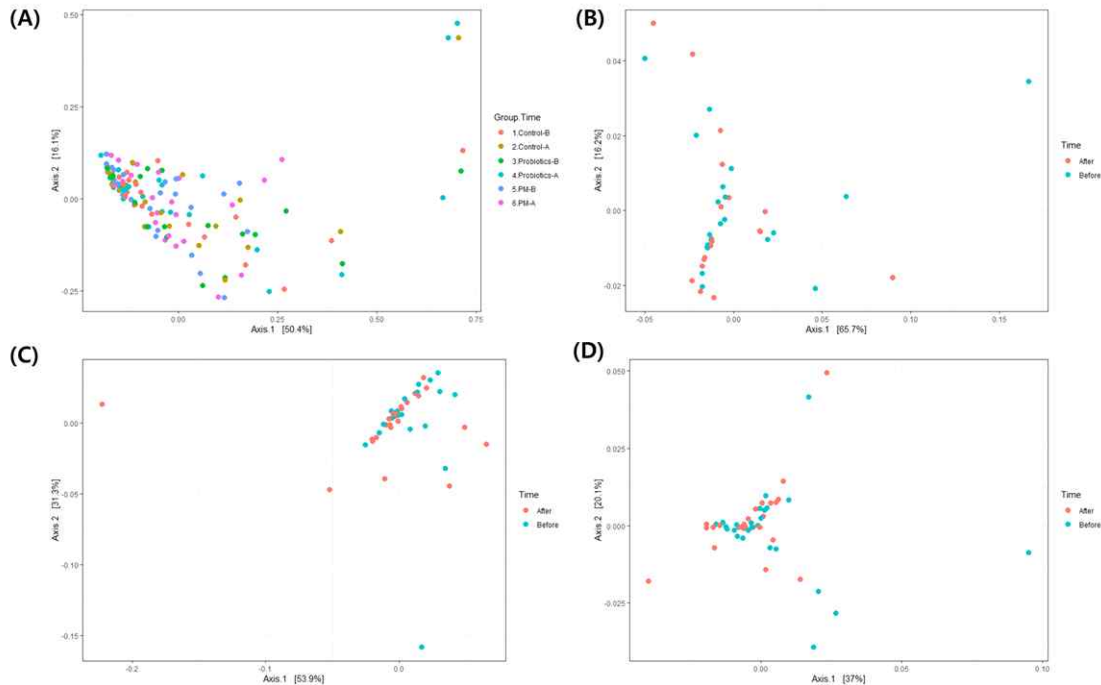 (A)
0.50
0.25
0.00
-0.25
Axis.2 [16.1%]
0.00
0.25
0.50
0.75
Axis.1 [50.4%]
Group.Time
1.Control-B
2.Control-A
3.Probiotics-B
4.Probiotics-A
5.PM-B
6.PM-A
(B)
0.04
0.02
0.00
-0.02
Axis.2 [16.2%]
-0.05
0.00
0.05
0.10
0.15
Axis.1 [65.7%]
Time
After
Before
(C)
0.00
-0.05
-0.10
-0.15
Axis.2 [31.3%]
-0.2
-0.1
0.0
Axis.1 [53.9%]
Time
After
Before
(D)
0.050
0.025
0.000
-0.025
Axis.2 [20.1%]
0.00
0.05
0.10
Axis.1 [37%]
Time
After
Before